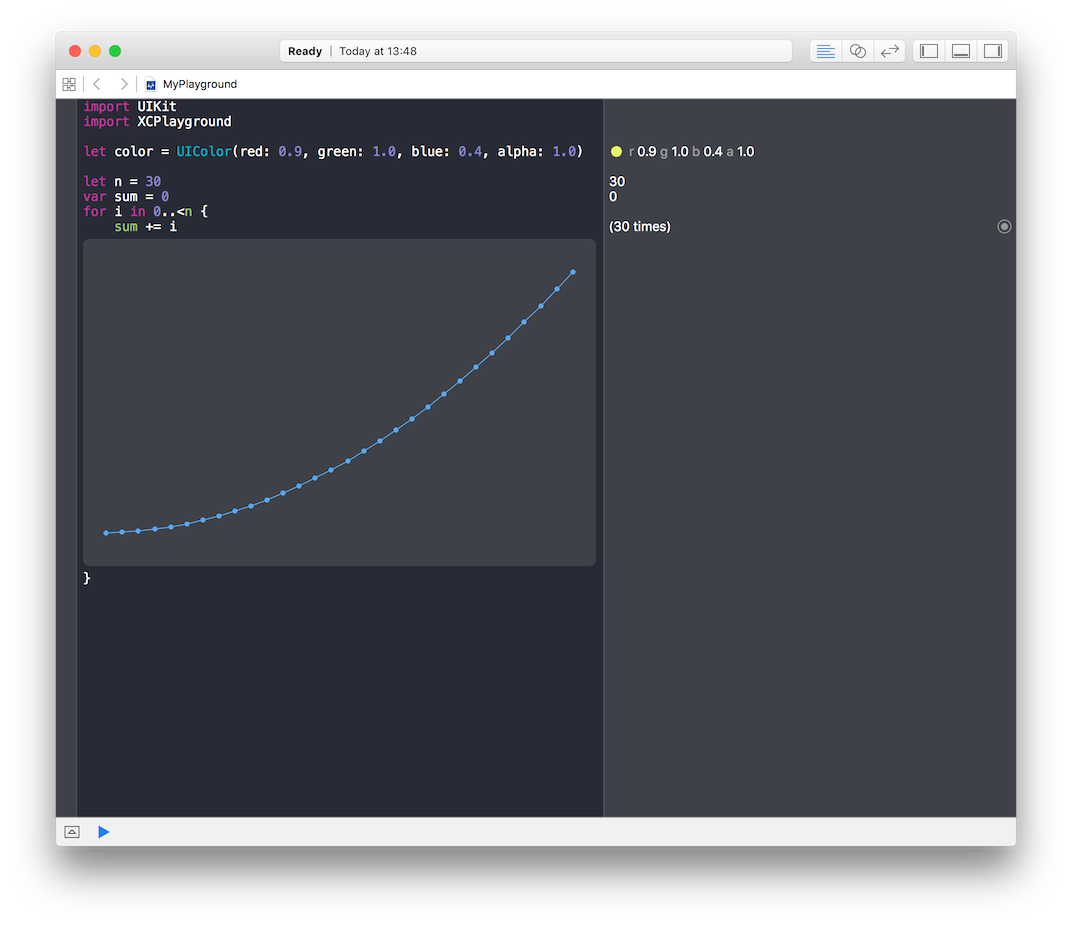 Ready | Today at 13:48
MyPlayground
import UIKit
import XCPlayground
let color = UIColor(red: 0.9, green: 1.0, blue: 0.4, alpha: 1.0)
r 0.9 g 1.0 b 0.4 a 1.0
let n = 30
30
var sum = 0
0
for i in 0..<n {
sum += i
(30 times)
}